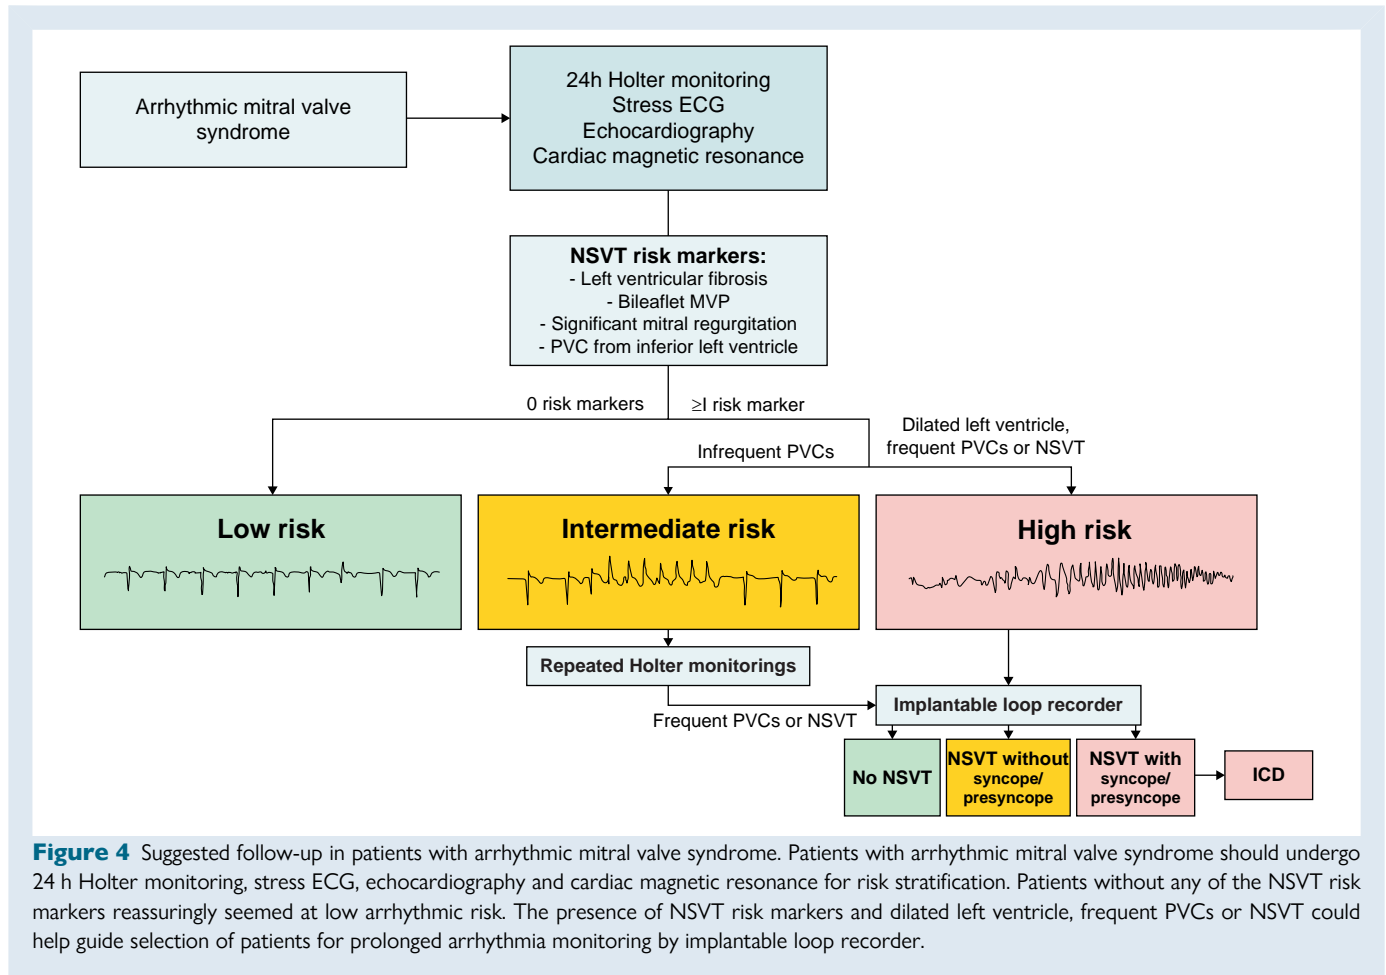 Arrhythmic mitral valve
syndrome
24h Holter monitoring
Stress ECG
Echocardiography
Cardiac magnetic resonance
NSVT risk markers:
- Left ventricular fibrosis
- Bileaflet MVP
- Significant mitral regurgitation
- PVC from inferior left ventricle
0 risk markers
≥I risk marker
Infrequent PVCs
Dilated left ventricle,
frequent PVCs or NSVT
Low risk
Intermediate risk
High risk
Repeated Holter monitorings
Frequent PVCs or NSVT
Implantable loop recorder
No NSVT
NSVT without
syncope/
presyncope
NSVT with
syncope/
presyncope
ICD
Figure 4 Suggested follow-up in patients with arrhythmic mitral valve syndrome. Patients with arrhythmic mitral valve syndrome should undergo
24 h Holter monitoring, stress ECG, echocardiography and cardiac magnetic resonance for risk stratification. Patients without any of the NSVT risk
markers reassuringly seemed at low arrhythmic risk. The presence of NSVT risk markers and dilated left ventricle, frequent PVCs or NSVT could
help guide selection of patients for prolonged arrhythmia monitoring by implantable loop recorder.